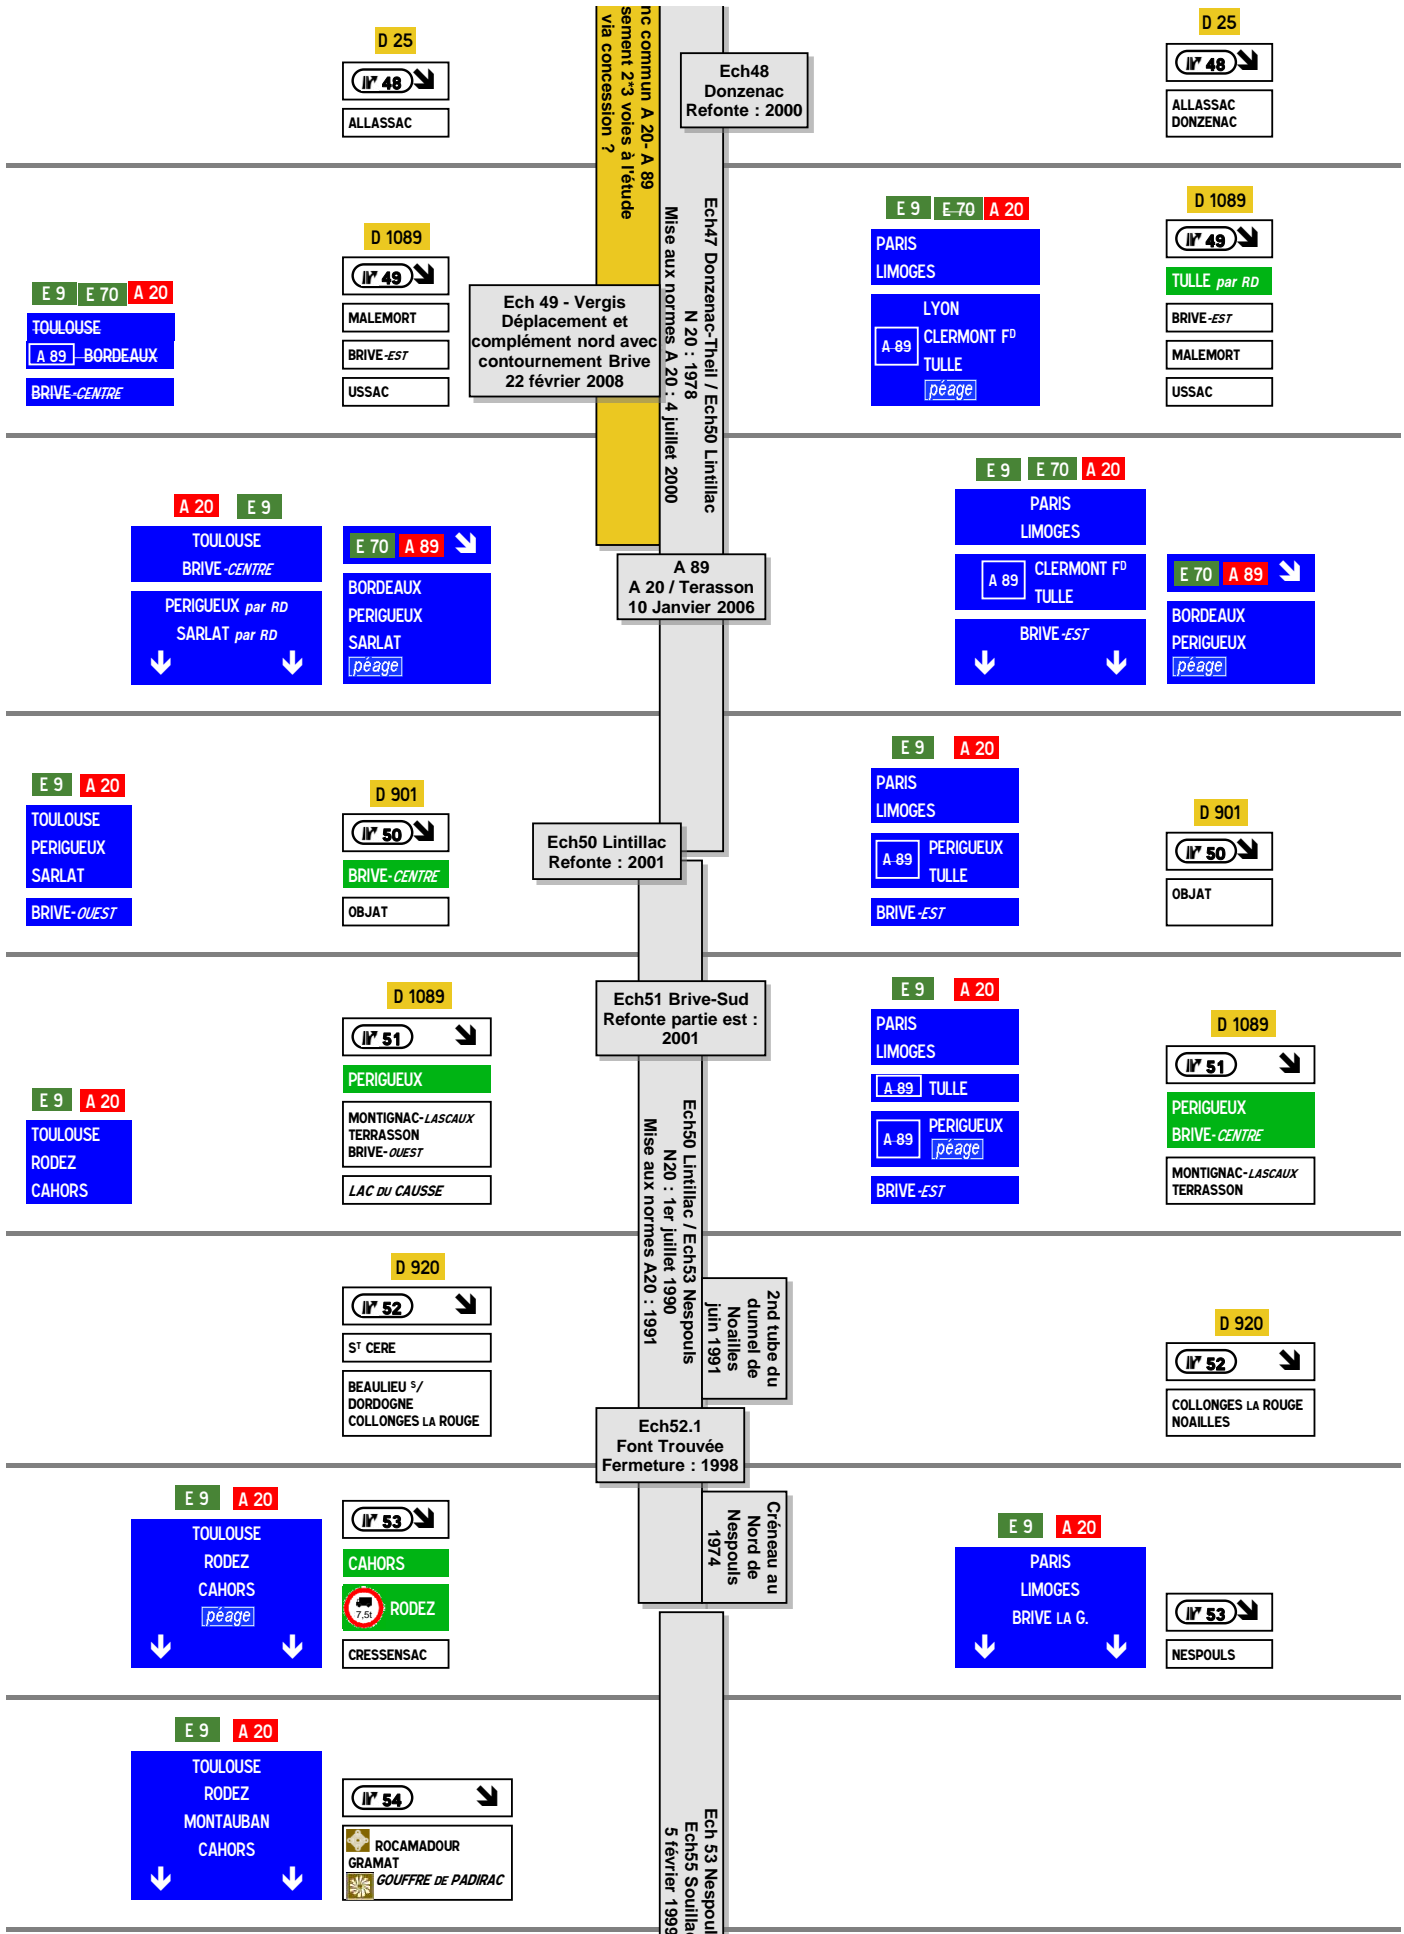 D 25
48
ALLASSAC
nc commun A 20- A 89
sement 2*3 voies à l'étude
via concession ?
Ech48
Donzenac
Refonte : 2000
D 25
48
ALLASSAC
DONZENAC
E 9 E 70 A 20
TOULOUSE
A 89 BORDEAUX
BRIVE-CENTRE
D 1089
49
MALEMORT
BRIVE-EST
USSAC
Ech 49 - Vergis
Déplacement et
complément nord avec
contournement Brive
22 février 2008
Ech47 Donzenac-Theil / Ech50 Lintillac
N 20 : 1978
Mise aux normes A 20 : 4 juillet 2000
E 9 E 70 A 20
PARIS
LIMOGES
LYON
A 89 CLERMONT FD
TULLE
péage
D 1089
49
TULLE par RD
BRIVE-EST
MALEMORT
USSAC
A 20 E 9
TOULOUSE
BRIVE-CENTRE
PERIGUEUX par RD
SARLAT par RD
E 70 A 89
BORDEAUX
PERIGUEUX
SARLAT
péage
A 89
A 20 / Terasson
10 Janvier 2006
E 9 E 70 A 20
PARIS
LIMOGES
A 89 CLERMONT FD
TULLE
BRIVE-EST
E 70 A 89
BORDEAUX
PERIGUEUX
péage
E 9 A 20
TOULOUSE
PERIGUEUX
SARLAT
BRIVE-OUEST
D 901
50
BRIVE-CENTRE
OBJAT
Ech50 Lintillac
Refonte : 2001
E 9 A 20
PARIS
LIMOGES
A 89 PERIGUEUX
TULLE
BRIVE-EST
D 901
50
OBJAT
E 9 A 20
TOULOUSE
RODEZ
CAHORS
D 1089
51
PERIGUEUX
MONTIGNAC-LASCAUX
TERRASSON
BRIVE-OUEST
LAC DU CAUSSE
Ech51 Brive-Sud
Refonte partie est :
2001
Ech50 Lintillac / Ech53 Nespouls
N20 : 1er juillet 1990
Mise aux normes A20 : 1991
E 9 A 20
PARIS
LIMOGES
A 89 TULLE
A 89 PERIGUEUX
péage
BRIVE-EST
D 1089
51
PERIGUEUX
BRIVE-CENTRE
MONTIGNAC-LASCAUX
TERRASSON
D 920
52
ST CERE
BEAULIEU S/
DORDOGNE
COLLONGES LA ROUGE
2nd tube du
dunnel de
Noailles
juin 1991
Ech52.1
Font Trouvée
Fermeture : 1998
D 920
52
COLLONGES LA ROUGE
NOAILLES
E 9 A 20
TOULOUSE
RODEZ
CAHORS
péage
53
CAHORS
7,5t RODEZ
CRESSENSAC
Créneau au
Nord de
Nespouls
1974
E 9 A 20
PARIS
LIMOGES
BRIVE LA G.
53
NESPOULS
E 9 A 20
TOULOUSE
RODEZ
MONTAUBAN
CAHORS
54
ROCAMADOUR
GRAMAT
GOUFFRE DE PADIRAC
Ech 53 Nespoul
Ech55 Souillac
5 février 1999